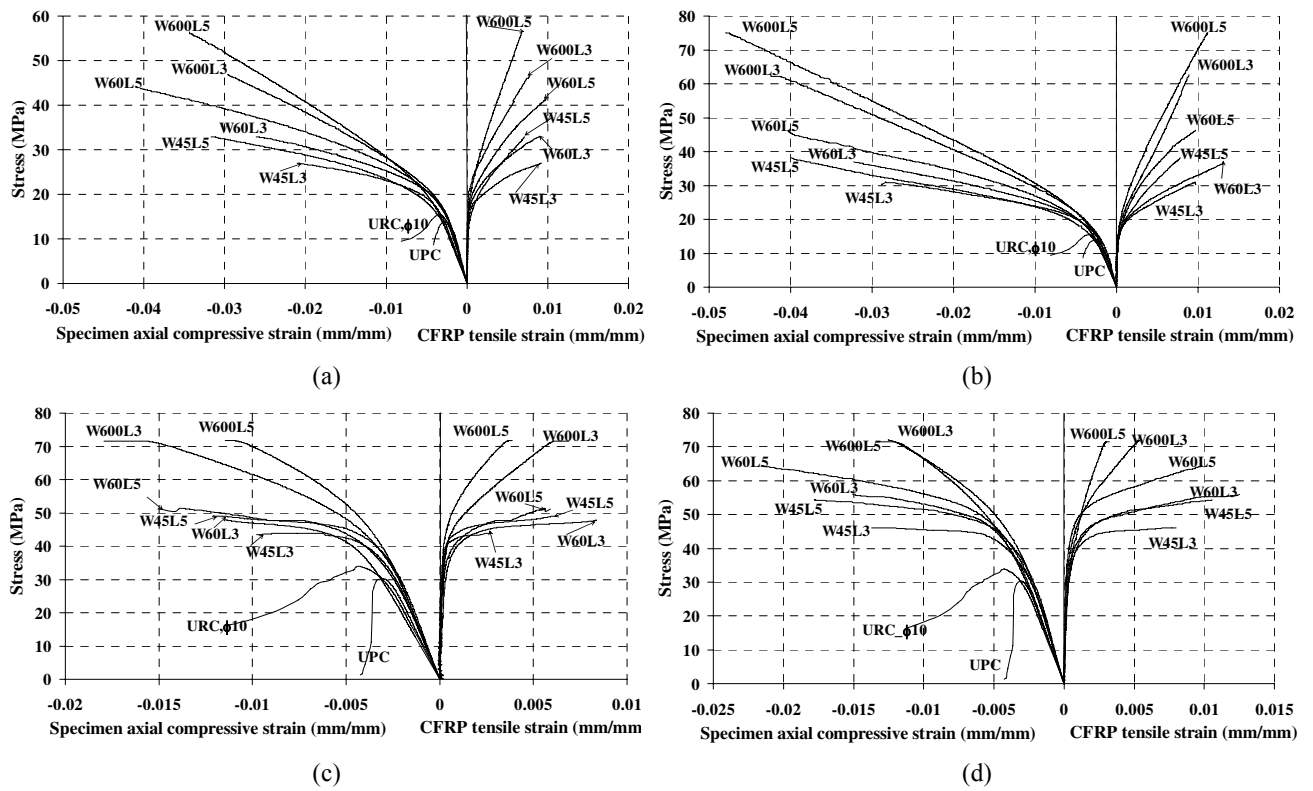 60
50
40
30
20
10
0
Stress (MPa)
W600L5
W600L3
W60L5
W60L3
W45L5
W45L3
URC,ϕ10
UPC
W600L5
W600L3
W60L5
W45L5
W60L3
W45L3
-0.05 -0.04 -0.03 -0.02 -0.01 0 0.01 0.02
Specimen axial compressive strain (mm/mm) CFRP tensile strain (mm/mm)
(a)
80
70
60
50
40
30
20
10
0
Stress (MPa)
W600L5
W600L3
W60L5
W60L3
W45L5
W45L3
URC,ϕ10
UPC
W600L5
W600L3
W60L5
W45L5
W60L3
W45L3
-0.05 -0.04 -0.03 -0.02 -0.01 0 0.01 0.02
Specimen axial compressive strain (mm/mm) CFRP tensile strain (mm/mm)
(b)
80
70
60
50
40
30
20
10
0
Stress (MPa)
W600L3
W600L5
W60L5
W45L5
W60L3
W45L3
URC,ϕ10
UPC
W600L5
W600L3
W60L5
W45L5
W60L3
W45L3
-0.02 -0.015 -0.01 -0.005 0 0.005 0.01
Specimen axial compressive strain (mm/mm) CFRP tensile strain (mm/mm)
(c)
80
70
60
50
40
30
20
10
0
Stress (MPa)
W600L3
W600L5
W60L5
W60L3
W45L5
W45L3
URC_ϕ10
UPC
W600L5
W600L3
W60L5
W60L3
W45L5
W45L3
-0.025 -0.02 -0.015 -0.01 -0.005 0 0.005 0.01 0.015
Specimen axial compressive strain (mm/mm) CFRP tensile strain (mm/mm)
(d)